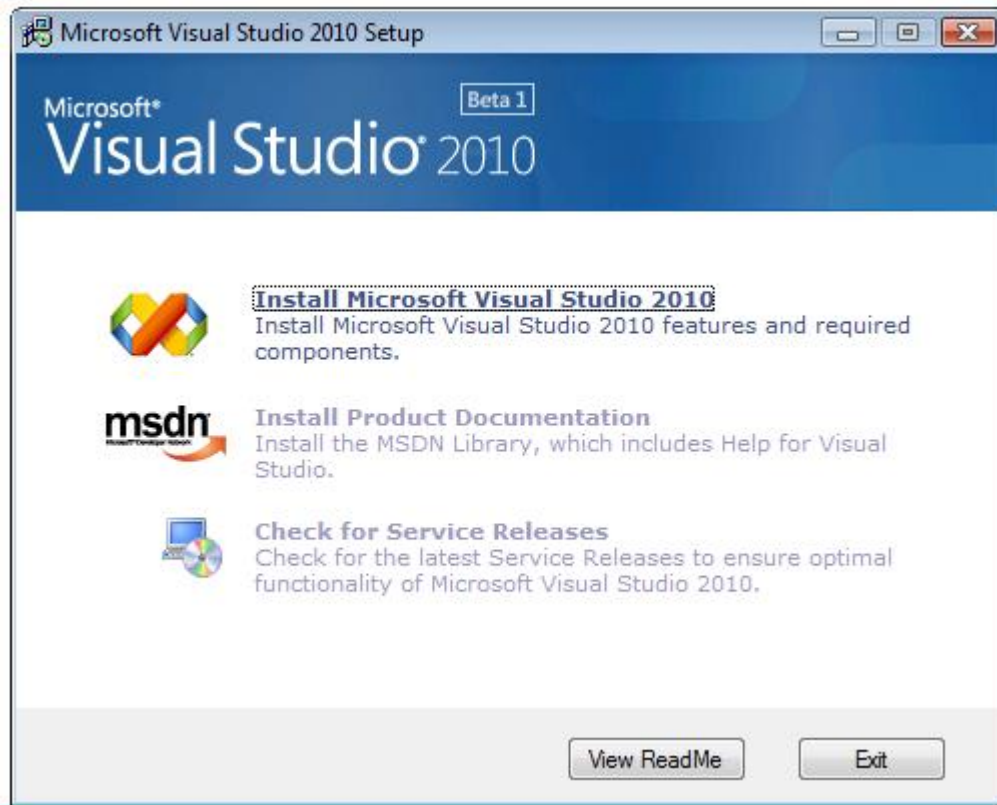 Microsoft Visual Studio 2010 Setup
Microsoft®
Beta 1
Visual Studio® 2010
Install Microsoft Visual Studio 2010
Install Microsoft Visual Studio 2010 features and required
components.
msdn
Microsoft Developer Network
Install Product Documentation
Install the MSDN Library, which includes Help for Visual
Studio.
Check for Service Releases
Check for the latest Service Releases to ensure optimal
functionality of Microsoft Visual Studio 2010.
View ReadMe
Exit